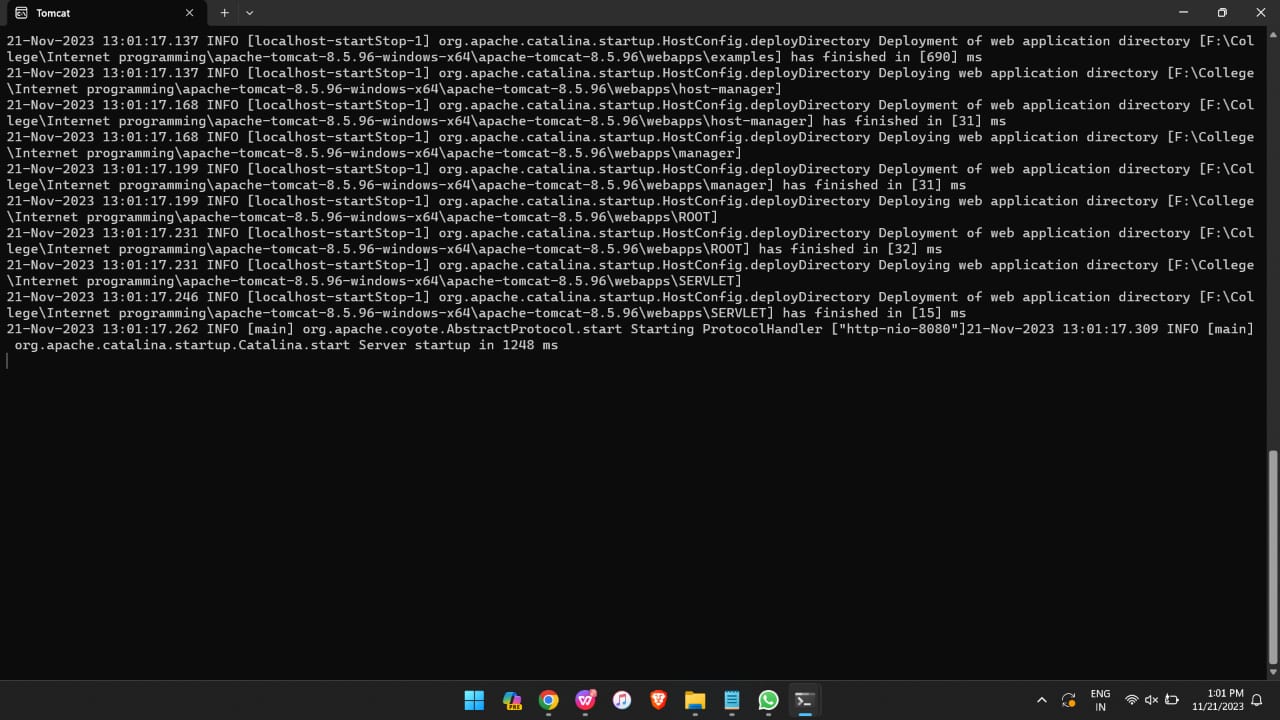 Tomcat
21-Nov-2023 13:01:17.137 INFO [localhost-startStop-1] org.apache.catalina.startup.HostConfig.deployDirectory Deployment of web application directory [F:\Col
lege\Internet programming\apache-tomcat-8.5.96-windows-x64\apache-tomcat-8.5.96\webapps\examples] has finished in [690] ms
21-Nov-2023 13:01:17.137 INFO [localhost-startStop-1] org.apache.catalina.startup.HostConfig.deployDirectory Deploying web application directory [F:\College
\Internet programming\apache-tomcat-8.5.96-windows-x64\apache-tomcat-8.5.96\webapps\host-manager]
21-Nov-2023 13:01:17.168 INFO [localhost-startStop-1] org.apache.catalina.startup.HostConfig.deployDirectory Deployment of web application directory [F:\Col
lege\Internet programming\apache-tomcat-8.5.96-windows-x64\apache-tomcat-8.5.96\webapps\host-manager] has finished in [31] ms
21-Nov-2023 13:01:17.168 INFO [localhost-startStop-1] org.apache.catalina.startup.HostConfig.deployDirectory Deploying web application directory [F:\College
\Internet programming\apache-tomcat-8.5.96-windows-x64\apache-tomcat-8.5.96\webapps\manager]
21-Nov-2023 13:01:17.199 INFO [localhost-startStop-1] org.apache.catalina.startup.HostConfig.deployDirectory Deployment of web application directory [F:\Col
lege\Internet programming\apache-tomcat-8.5.96-windows-x64\apache-tomcat-8.5.96\webapps\manager] has finished in [31] ms
21-Nov-2023 13:01:17.199 INFO [localhost-startStop-1] org.apache.catalina.startup.HostConfig.deployDirectory Deploying web application directory [F:\College
\Internet programming\apache-tomcat-8.5.96-windows-x64\apache-tomcat-8.5.96\webapps\ROOT]
21-Nov-2023 13:01:17.231 INFO [localhost-startStop-1] org.apache.catalina.startup.HostConfig.deployDirectory Deployment of web application directory [F:\Col
lege\Internet programming\apache-tomcat-8.5.96-windows-x64\apache-tomcat-8.5.96\webapps\ROOT] has finished in [32] ms
21-Nov-2023 13:01:17.231 INFO [localhost-startStop-1] org.apache.catalina.startup.HostConfig.deployDirectory Deploying web application directory [F:\College
\Internet programming\apache-tomcat-8.5.96-windows-x64\apache-tomcat-8.5.96\webapps\SERVLET]
21-Nov-2023 13:01:17.246 INFO [localhost-startStop-1] org.apache.catalina.startup.HostConfig.deployDirectory Deployment of web application directory [F:\Col
lege\Internet programming\apache-tomcat-8.5.96-windows-x64\apache-tomcat-8.5.96\webapps\SERVLET] has finished in [15] ms
21-Nov-2023 13:01:17.262 INFO [main] org.apache.coyote.AbstractProtocol.start Starting ProtocolHandler ["http-nio-8080"]21-Nov-2023 13:01:17.309 INFO [main]
 org.apache.catalina.startup.Catalina.start Server startup in 1248 ms
PRE
ENG
IN
1:01 PM
11/21/2023